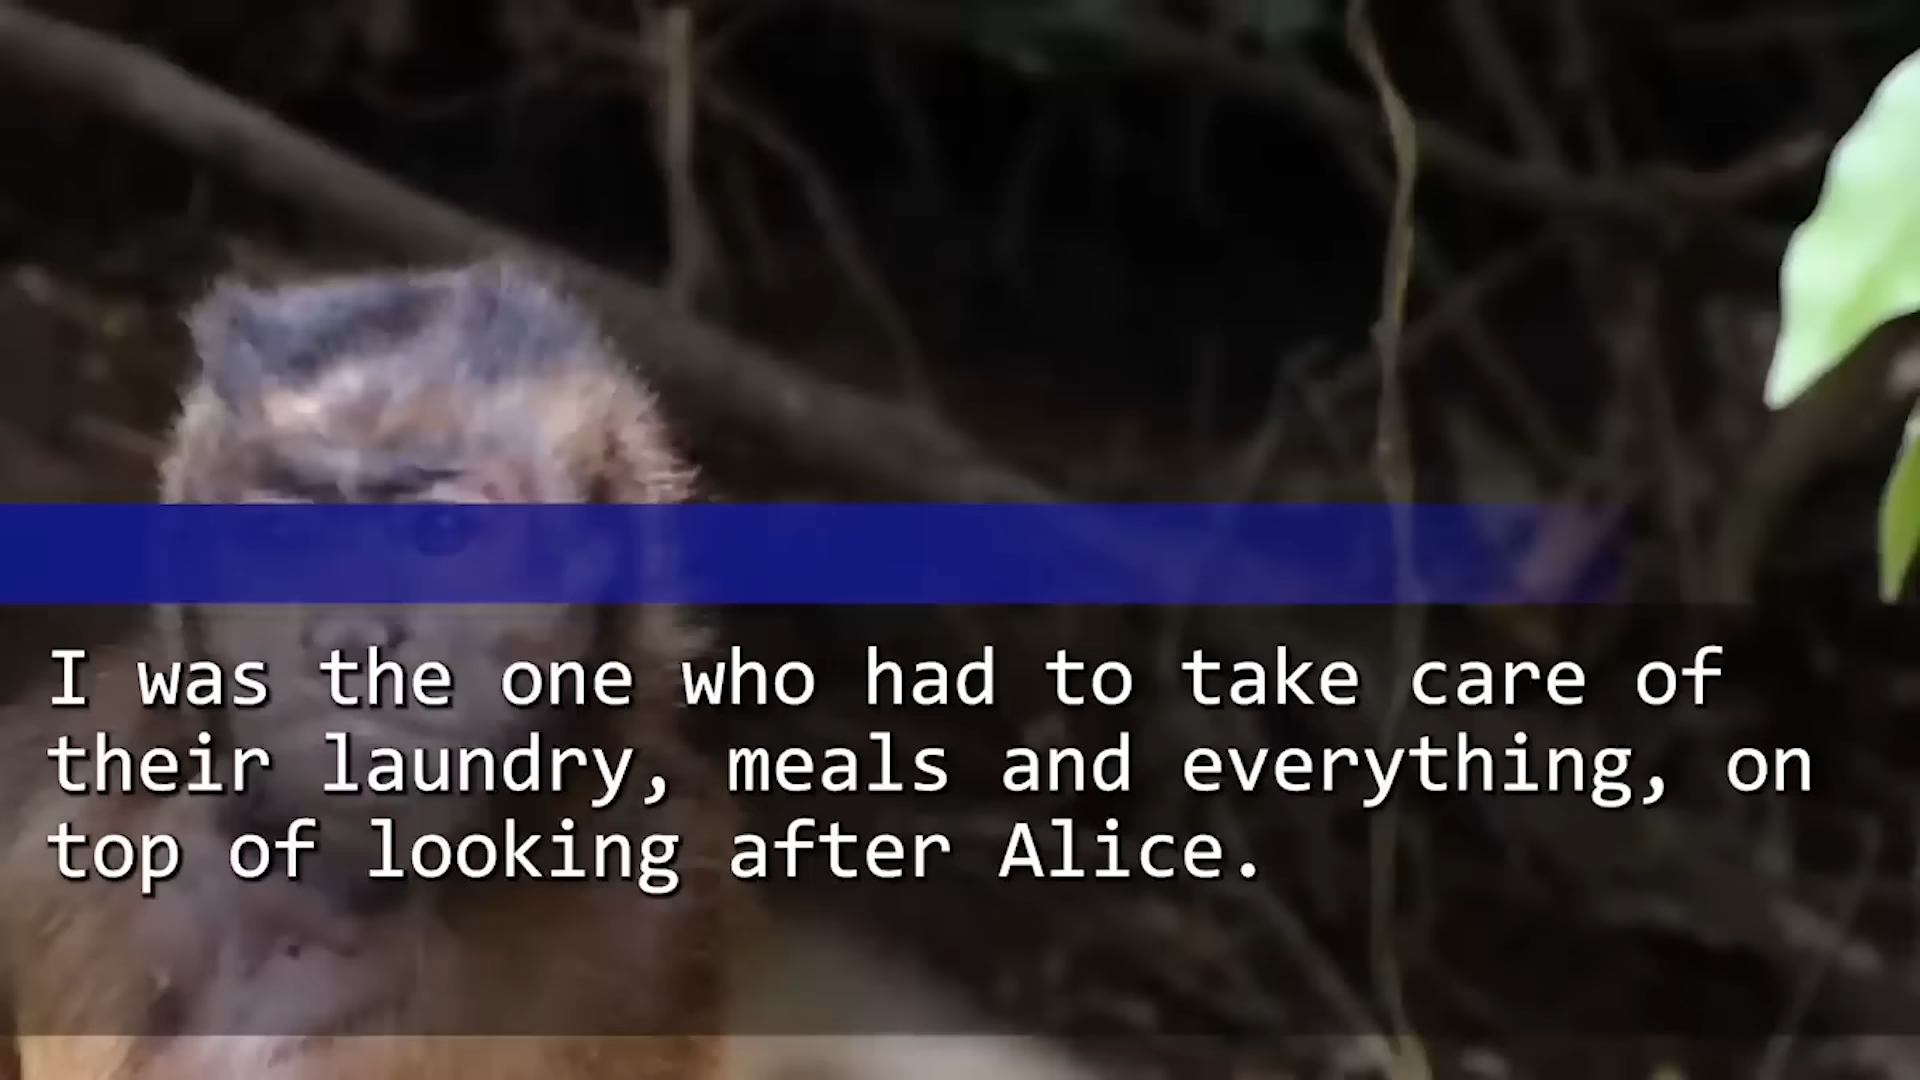 I was the one who had to take care of
their laundry, meals and everything, on
top of looking after Alice.